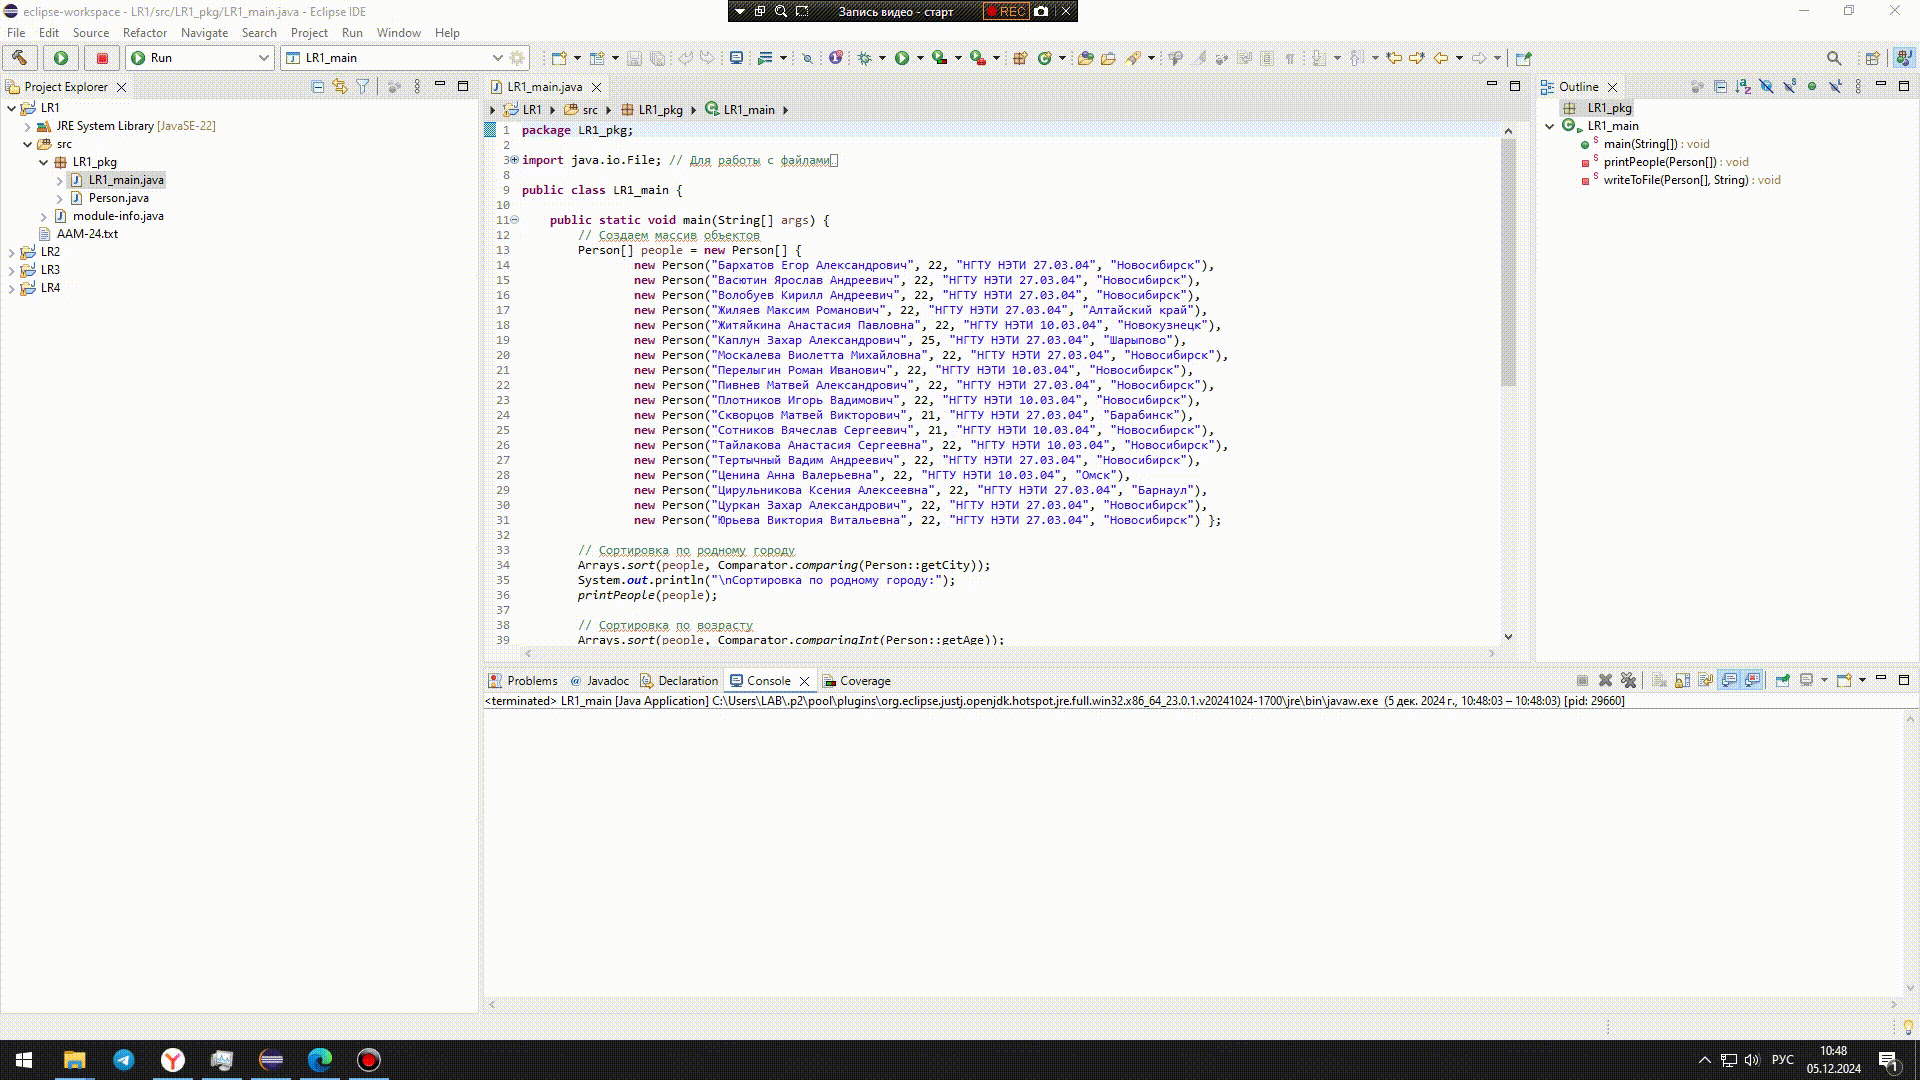 eclipse-workspace - LR1/src/LR1_pkg/LR1_main.java - Eclipse IDE
Запись видео - старт
REC
File Edit Source Refactor Navigate Search Project Run Window Help
Run
LR1_main
Project Explorer
LR1
JRE System Library [JavaSE-22]
src
LR1_pkg
LR1_main.java
Person.java
module-info.java
AAM-24.txt
LR2
LR3
LR4
LR1_main.java
LR1 src LR1_pkg LR1_main
1 package LR1_pkg;
2
3 import java.io.File; // Для работы с файлами
8
9 public class LR1_main {
10
11 public static void main(String[] args) {
12 // Создаем массив объектов
13 Person[] people = new Person[] {
14 new Person("Бархатов Егор Александрович", 22, "НГТУ НЭТИ 27.03.04", "Новосибирск"),
15 new Person("Васютин Ярослав Андреевич", 22, "НГТУ НЭТИ 27.03.04", "Новосибирск"),
16 new Person("Волобуев Кирилл Андреевич", 22, "НГТУ НЭТИ 27.03.04", "Новосибирск"),
17 new Person("Жиляев Максим Романович", 22, "НГТУ НЭТИ 27.03.04", "Алтайский край"),
18 new Person("Житяйкина Анастасия Павловна", 22, "НГТУ НЭТИ 10.03.04", "Новокузнецк"),
19 new Person("Каплун Захар Александрович", 25, "НГТУ НЭТИ 27.03.04", "Шарыпово"),
20 new Person("Москалева Виолетта Михайловна", 22, "НГТУ НЭТИ 27.03.04", "Новосибирск"),
21 new Person("Перелыгин Роман Иванович", 22, "НГТУ НЭТИ 10.03.04", "Новосибирск"),
22 new Person("Пивнев Матвей Александрович", 22, "НГТУ НЭТИ 27.03.04", "Новосибирск"),
23 new Person("Плотников Игорь Вадимович", 22, "НГТУ НЭТИ 10.03.04", "Новосибирск"),
24 new Person("Скворцов Матвей Викторович", 21, "НГТУ НЭТИ 27.03.04", "Барабинск"),
25 new Person("Сотников Вячеслав Сергеевич", 21, "НГТУ НЭТИ 10.03.04", "Новосибирск"),
26 new Person("Тайлакова Анастасия Сергеевна", 22, "НГТУ НЭТИ 10.03.04", "Новосибирск"),
27 new Person("Тертычный Вадим Андреевич", 22, "НГТУ НЭТИ 27.03.04", "Новосибирск"),
28 new Person("Ценина Анна Валерьевна", 22, "НГТУ НЭТИ 10.03.04", "Омск"),
29 new Person("Цирульникова Ксения Алексеевна", 22, "НГТУ НЭТИ 27.03.04", "Барнаул"),
30 new Person("Цуркан Захар Александрович", 22, "НГТУ НЭТИ 27.03.04", "Новосибирск"),
31 new Person("Юрьева Виктория Витальевна", 22, "НГТУ НЭТИ 27.03.04", "Новосибирск") };
32
33 // Сортировка по родному городу
34 Arrays.sort(people, Comparator.comparing(Person::getCity));
35 System.out.println("\nСортировка по родному городу:");
36 printPeople(people);
37
38 // Сортировка по возрасту
39 Arrays.sort(people, Comparator.comparingInt(Person::getAge));
Outline
LR1_pkg
LR1_main
main(String[]) : void
printPeople(Person[]) : void
writeToFile(Person[], String) : void
Problems Javadoc Declaration Console Coverage
<terminated> LR1_main [Java Application] C:\Users\LAB\.p2\pool\plugins\org.eclipse.justj.openjdk.hotspot.jre.full.win32.x86_64_23.0.1.v20241024-1700\jre\bin\javaw.exe (5 дек. 2024 г., 10:48:03 – 10:48:03) [pid: 29660]
РУС
10:48
05.12.2024
1